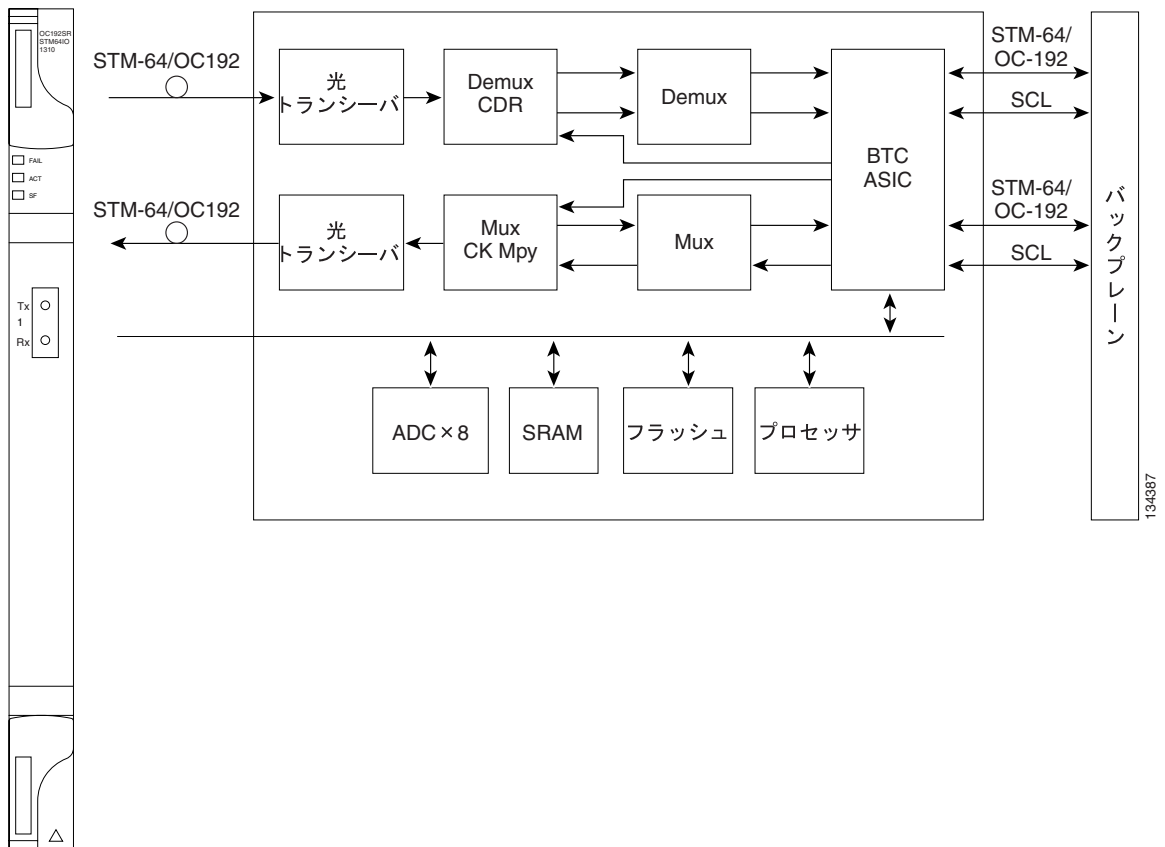 OC192SR
STM64IO
1310
FAIL
ACT
SF
Tx
1
Rx
STM-64/OC192
光
トランシーバ
Demux
CDR
Demux
BTC
ASIC
STM-64/
OC-192
SCL
STM-64/OC192
光
トランシーバ
Mux
CK Mpy
Mux
STM-64/
OC-192
SCL
バックプレーン
ADC×8
SRAM
フラッシュ
プロセッサ
134387